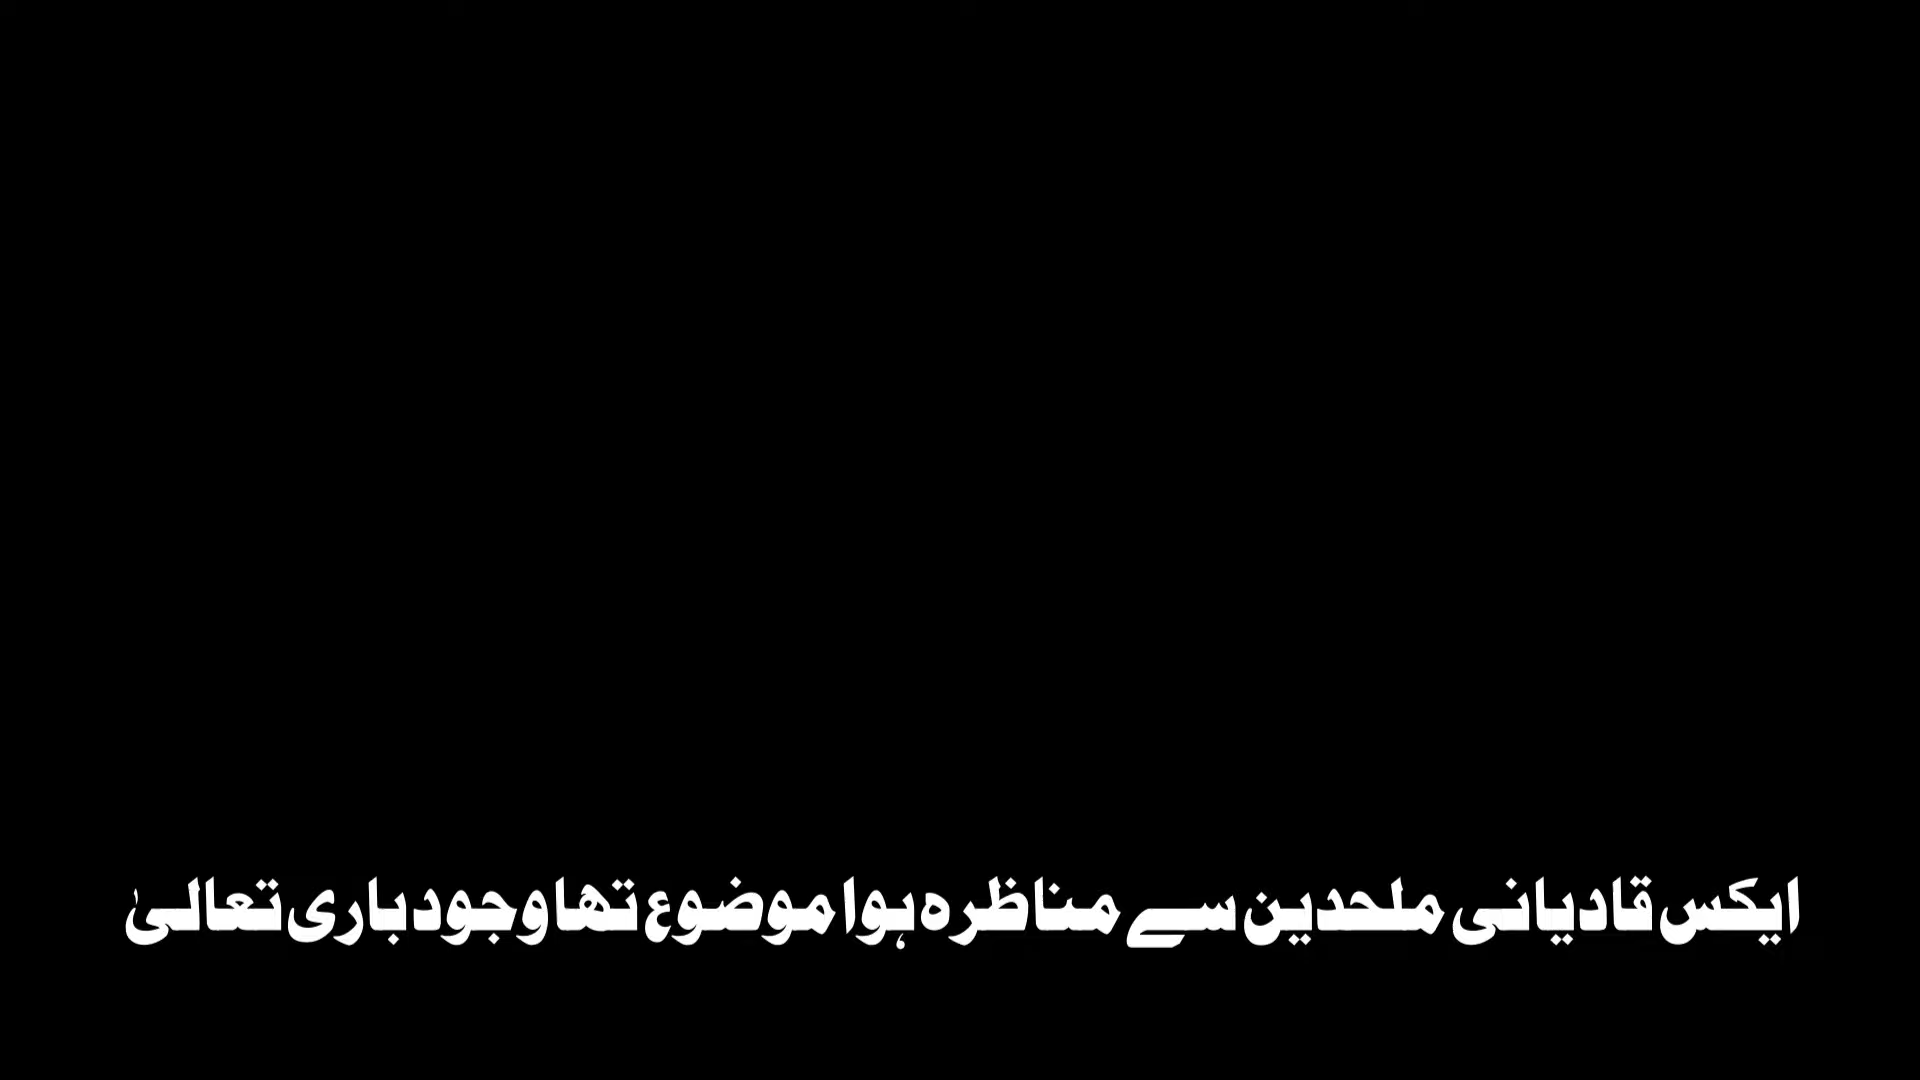 ایکس قادیانی ملحدین سے مناظرہ ہوا موضوع تھا وجود باری تعالیٰ